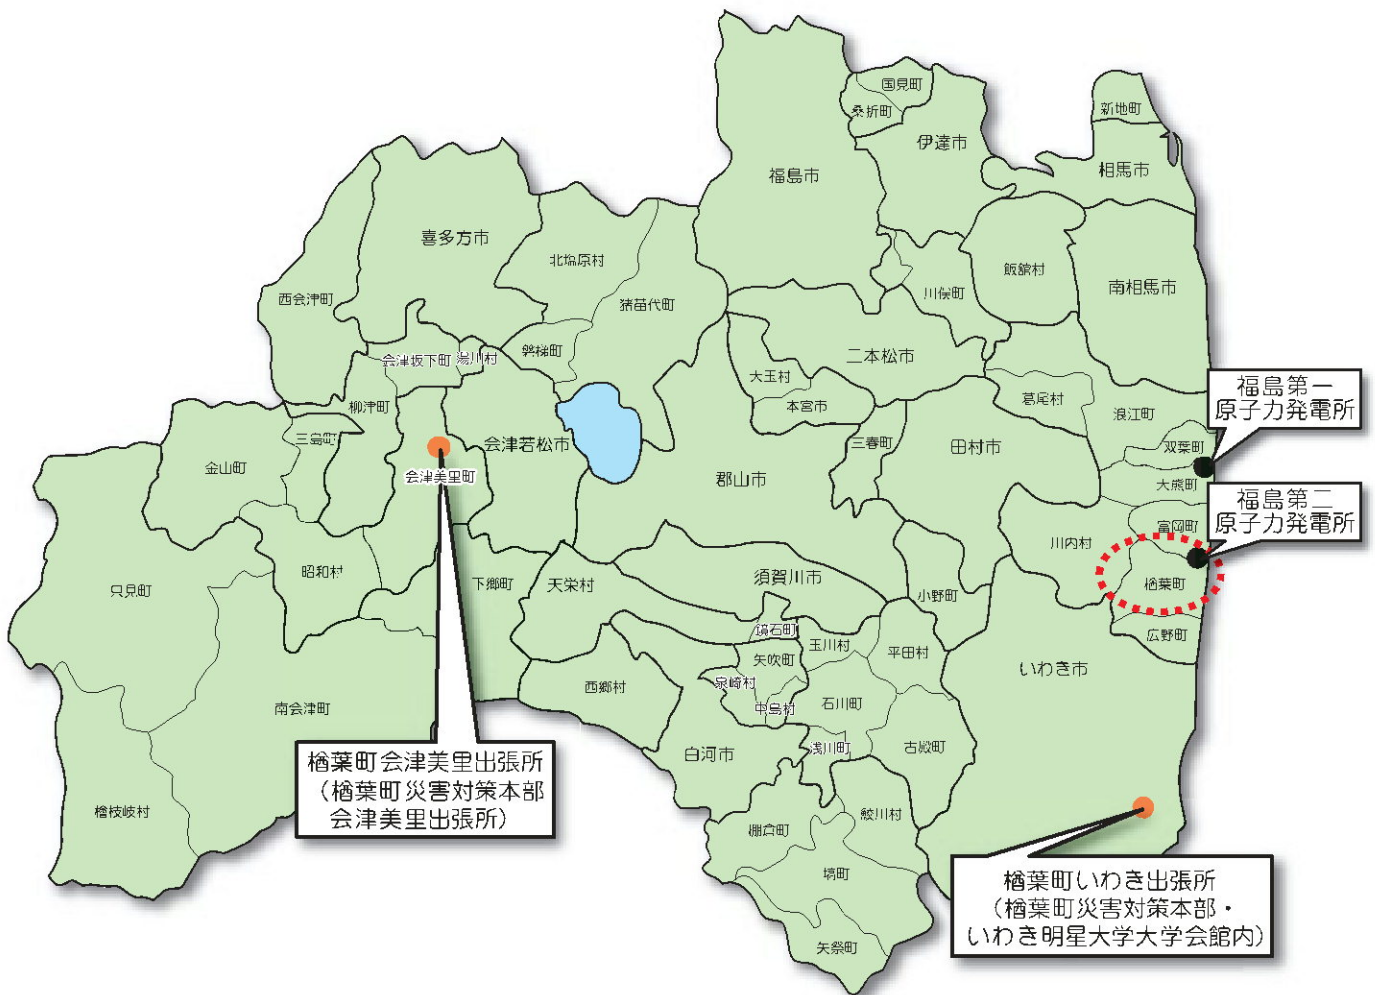 国見町
桑折町
新地町
伊達市
相馬市
福島市
喜多方市
北塩原村
飯舘村
川俣町
南相馬市
西会津町
猪苗代町
磐梯町
二本松市
会津坂下町
湯川村
大玉村
本宮市
葛尾村
浪江町
福島第一
原子力発電所
柳津町
三島町
会津若松市
三春町
田村市
双葉町
金山町
会津美里町
郡山市
大熊町
福島第二
原子力発電所
富岡町
川内村
昭和村
只見町
下郷町
天栄村
須賀川市
小野町
楢葉町
鏡石町
広野町
玉川村
平田村
矢吹町
いわき市
西郷村
泉崎村
中島村
石川町
南会津町
白河市
浅川町
古殿町
楢葉町会津美里出張所
（楢葉町災害対策本部
会津美里出張所）
檜枝岐村
棚倉町
鮫川村
塙町
楢葉町いわき出張所
（楢葉町災害対策本部・
いわき明星大学大学会館内）
矢祭町